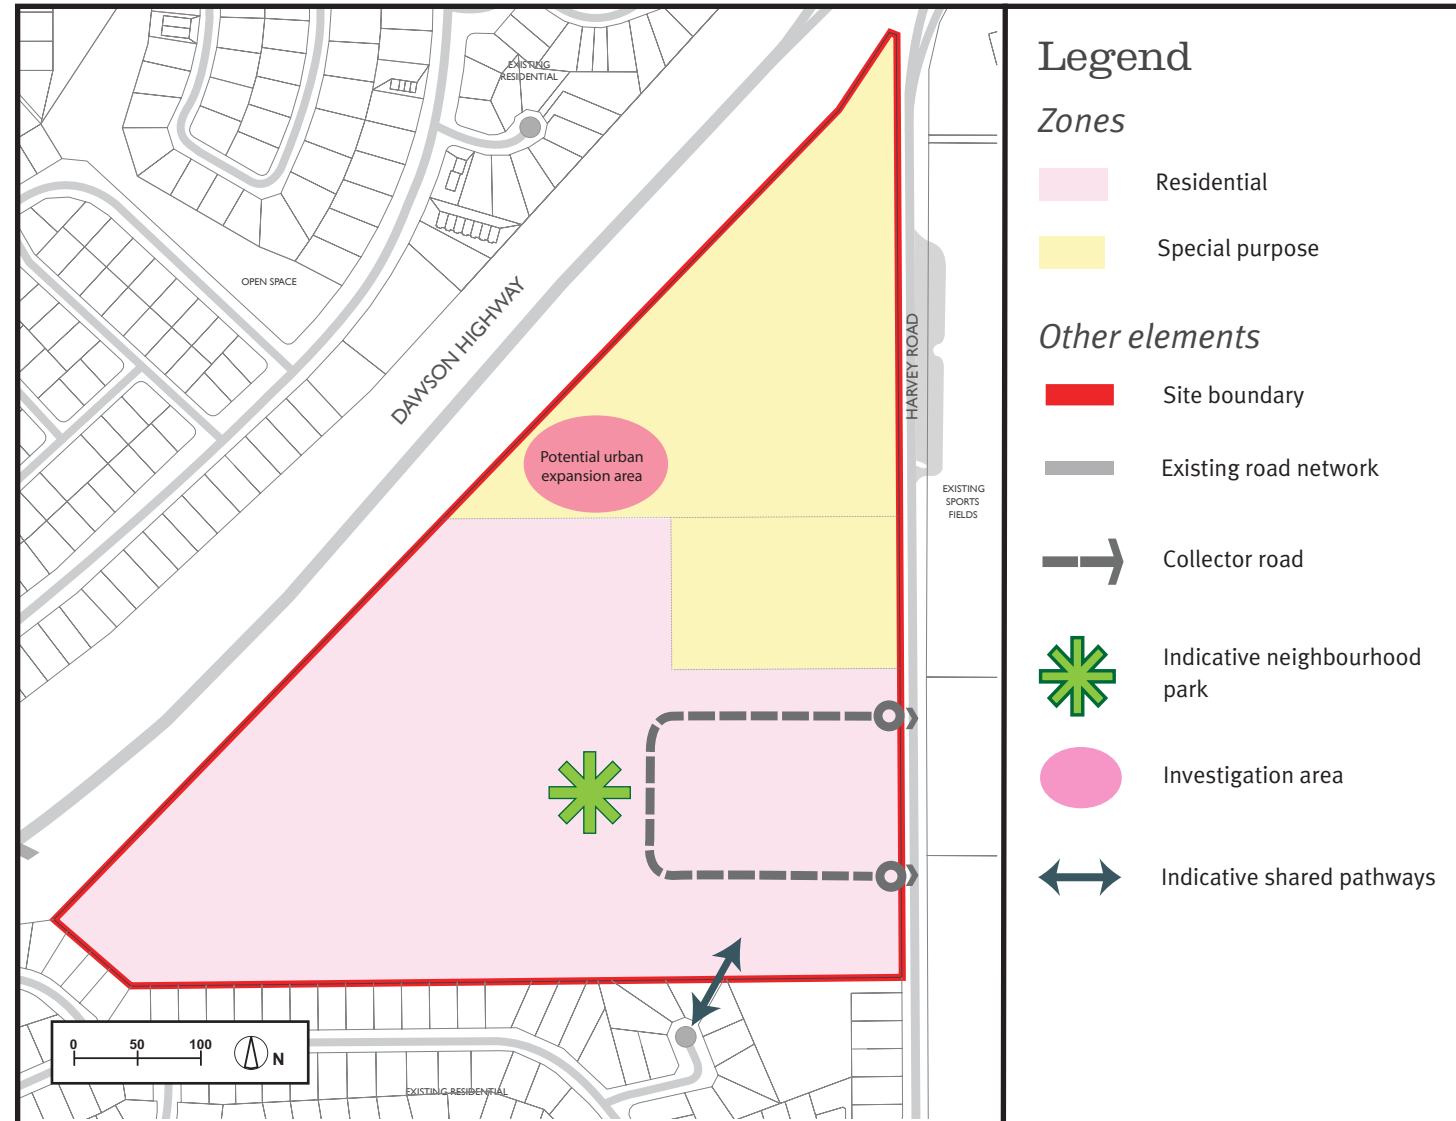 EXISTING
RESIDENTIAL
OPEN SPACE
DAWSON HIGHWAY
HARVEY ROAD
Potential urban
expansion area
EXISTING
SPORTS
FIELDS
0 50 100
N
EXISTING RESIDENTIAL
Legend
Zones
Residential
Special purpose
Other elements
Site boundary
Existing road network
Collector road
Indicative neighbourhood
park
Investigation area
Indicative shared pathways